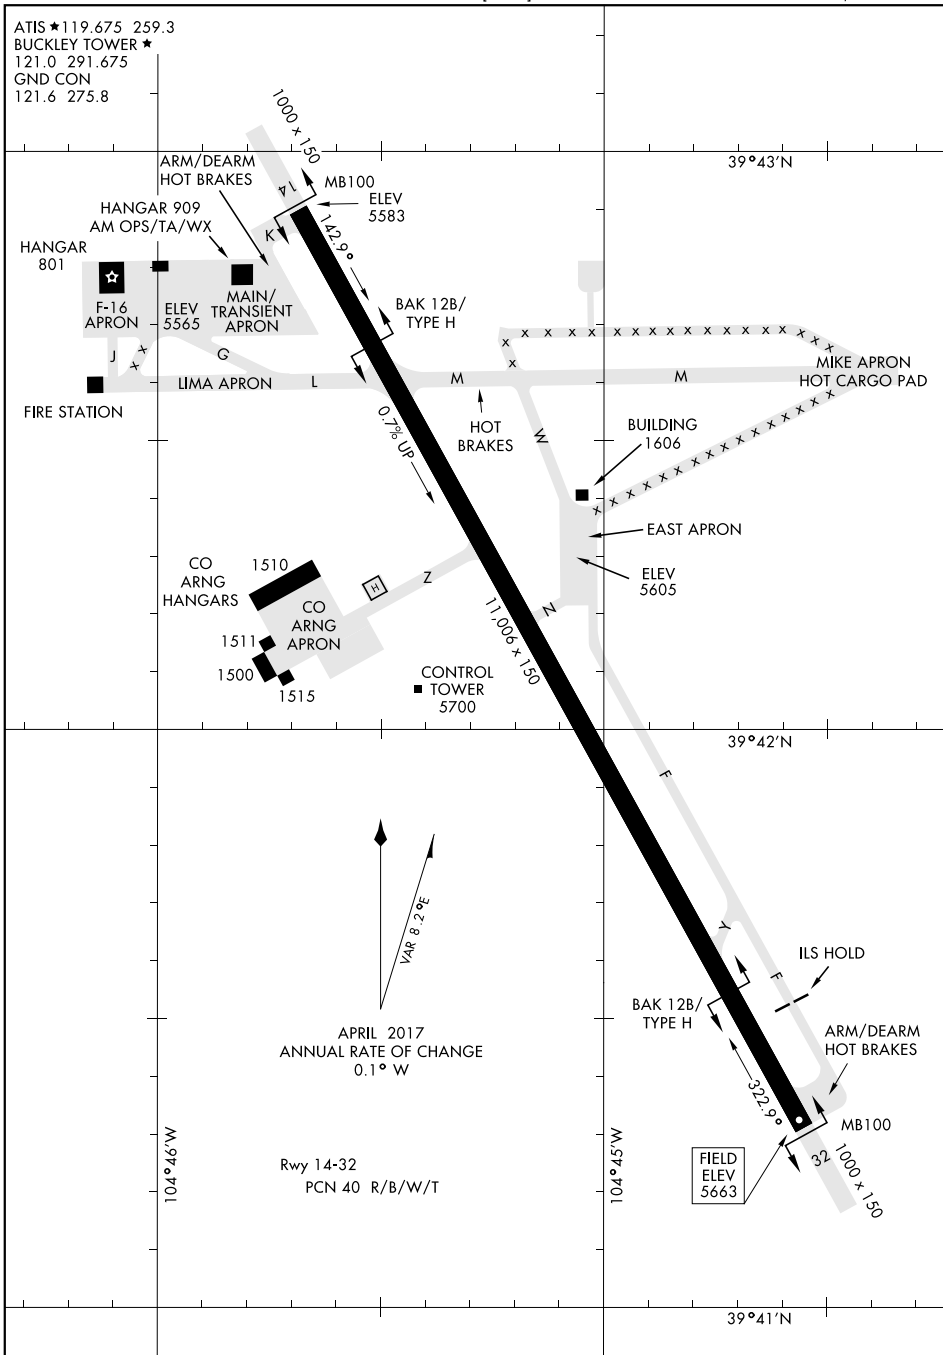 ATIS ★119.675 259.3
BUCKLEY TOWER ★
121.0 291.675
GND CON
121.6 275.8
1000 x 150
39°43'N
ARM/DEARM
HOT BRAKES
14
MB100
ELEV
5583
HANGAR 909
AM OPS/TA/WX
K
142.9°
HANGAR
801
F-16
APRON
ELEV
5565
MAIN/
TRANSIENT
APRON
BAK 12B/
TYPE H
x x x x x x x x x x x x x x x x
J
x x
G
LIMA APRON
L
M
M
MIKE APRON
HOT CARGO PAD
FIRE STATION
0.7% UP
HOT
BRAKES
W
BUILDING
1606
x x x x x x x x x x x x x x x x
EAST APRON
ELEV
5605
CO
ARNG
HANGARS
1510
H
Z
CO
ARNG
APRON
11,006 x 150
N
1511
1500
1515
CONTROL
TOWER
5700
39°42'N
F
VAR 8.2°E
Y
F
ILS HOLD
BAK 12B/
TYPE H
APRIL 2017
ANNUAL RATE OF CHANGE
0.1° W
ARM/DEARM
HOT BRAKES
322.9°
MB100
32
1000 x 150
FIELD
ELEV
5663
104°46'W
104°45'W
Rwy 14-32
PCN 40 R/B/W/T
39°41'N